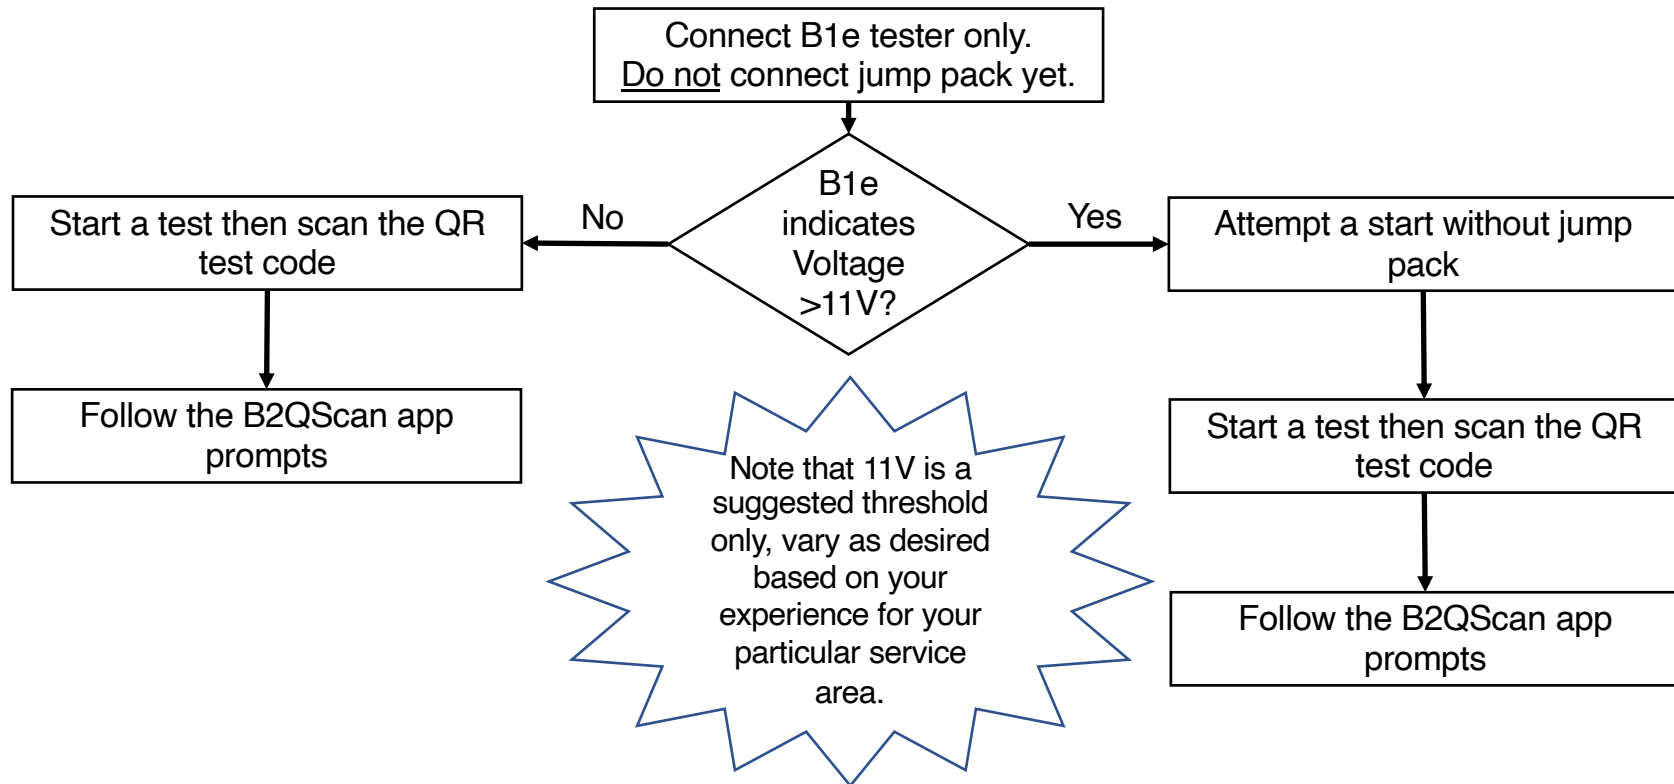 Connect B1e tester only.
Do not connect jump pack yet.
B1e
indicates
Voltage
>11V?
No
Yes
Start a test then scan the QR
test code
Follow the B2QScan app
prompts
Attempt a start without jump
pack
Start a test then scan the QR
test code
Follow the B2QScan app
prompts
Note that 11V is a
suggested threshold
only, vary as desired
based on your
experience for your
particular service
area.